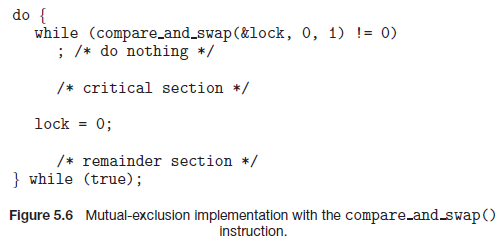 do {
   while (compare_and_swap(&lock, 0, 1) != 0)
      ; /* do nothing */
      /* critical section */
   lock = 0;
      /* remainder section */
} while (true);
Figure 5.6 Mutual-exclusion implementation with the compare_and_swap()
instruction.